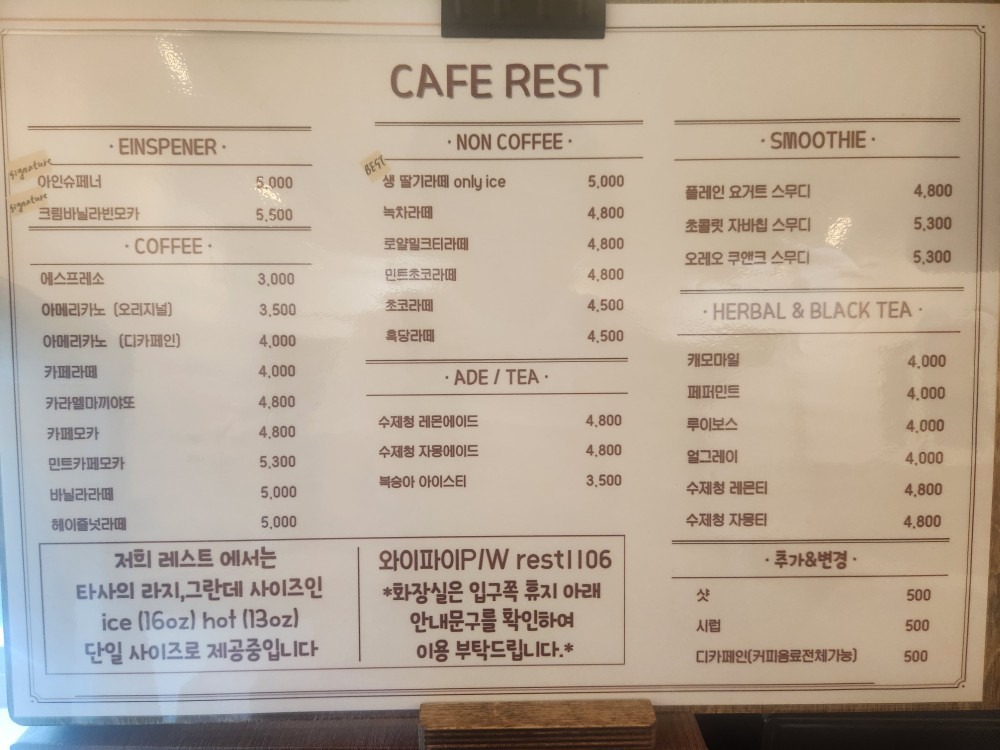 CAFE REST
· EINSPENER ·
signature
아인슈페너 5,000
signature
크림바닐라빈모카 5,500
· COFFEE ·
에스프레소 3,000
아메리카노 (오리지널) 3,500
아메리카노 (디카페인) 4,000
카페라떼 4,000
카라멜마끼야또 4,800
카페모카 4,800
민트카페모카 5,300
바닐라라떼 5,000
헤이즐넛라떼 5,000
· NON COFFEE ·
BEST
생 딸기라떼 only ice 5,000
녹차라떼 4,800
로얄밀크티라떼 4,800
민트초코라떼 4,800
초코라떼 4,500
흑당라떼 4,500
· ADE / TEA ·
수제청 레몬에이드 4,800
수제청 자몽에이드 4,800
복숭아 아이스티 3,500
· SMOOTHIE ·
플레인 요거트 스무디 4,800
초콜릿 자바칩 스무디 5,300
오레오 쿠앤크 스무디 5,300
· HERBAL & BLACK TEA ·
캐모마일 4,000
페퍼민트 4,000
루이보스 4,000
얼그레이 4,000
수제청 레몬티 4,800
수제청 자몽티 4,800
· 추가&변경 ·
샷 500
시럽 500
디카페인(커피음료전체가능) 500
저희 레스트 에서는
타사의 라지,그란데 사이즈인
ice (16oz) hot (13oz)
단일 사이즈로 제공중입니다
와이파이P/W rest1106
*화장실은 입구쪽 휴지 아래
안내문구를 확인하여
이용 부탁드립니다.*